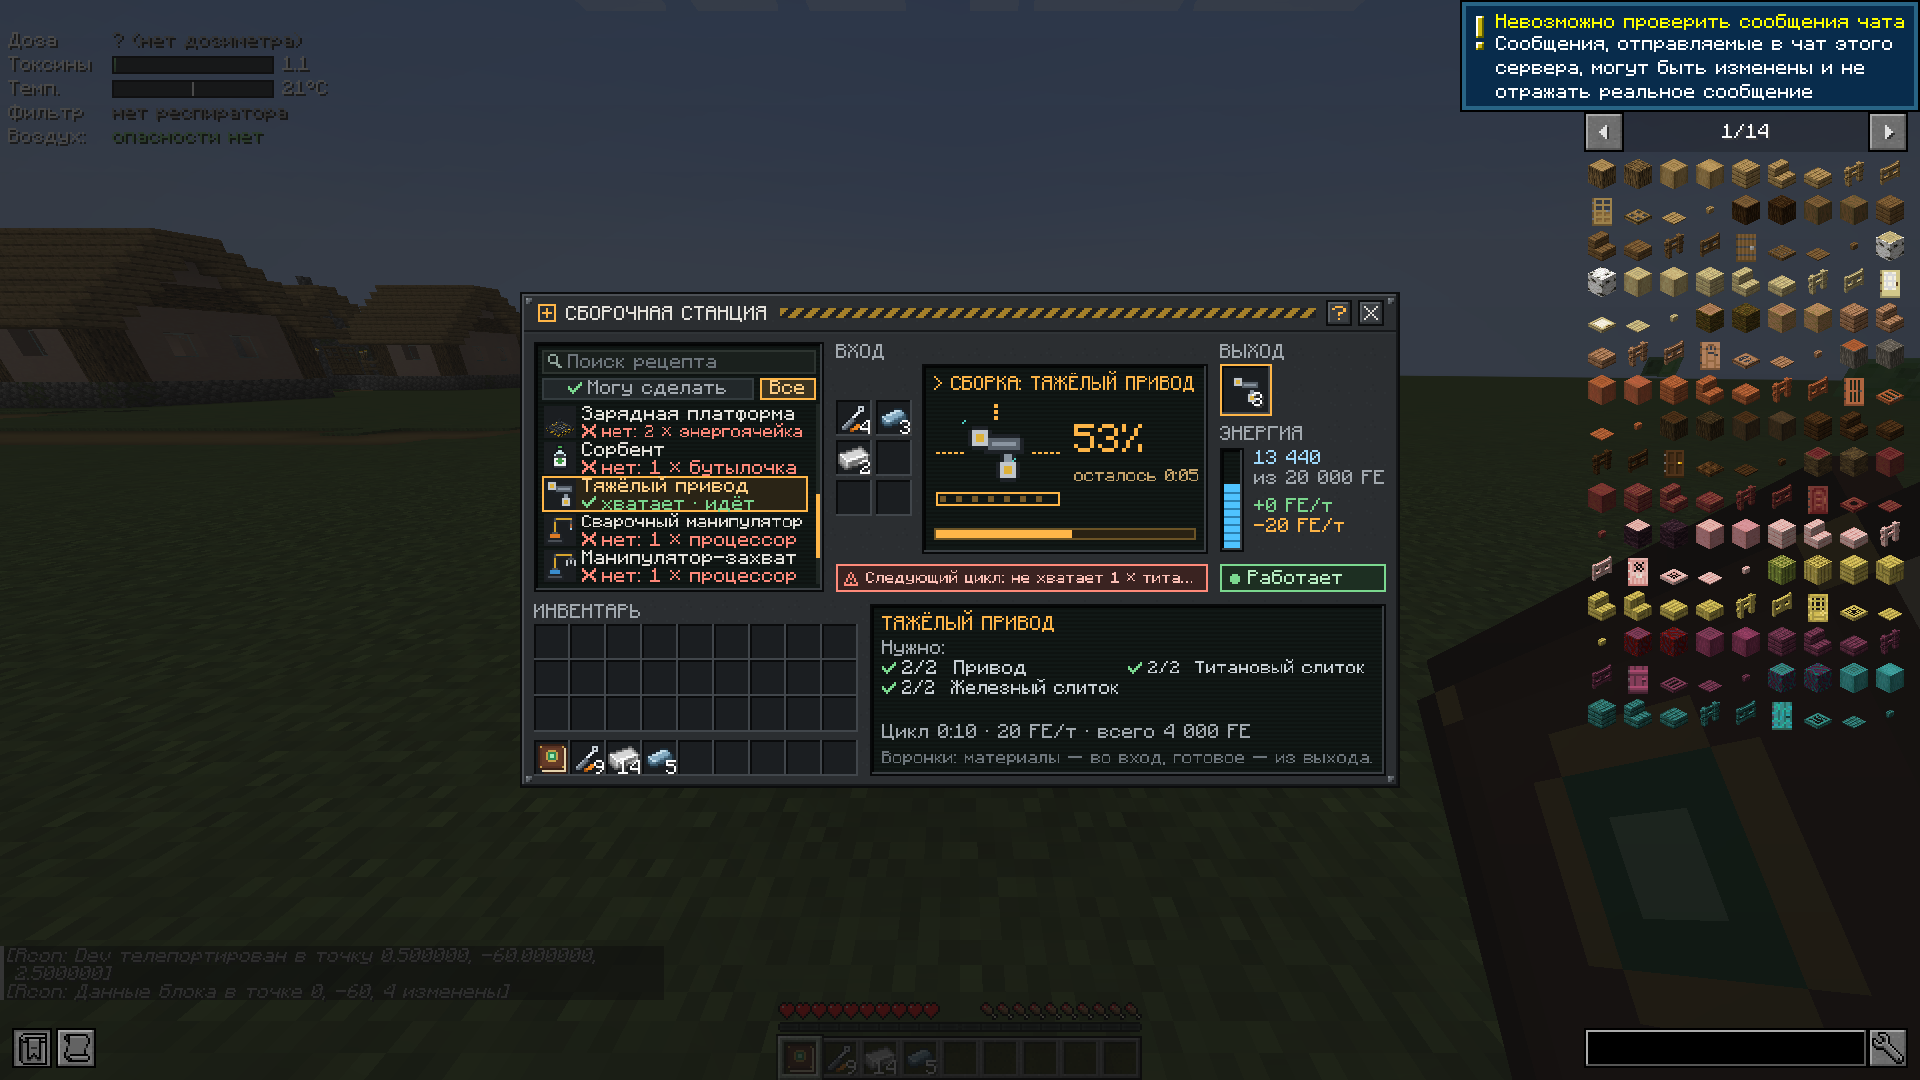 Доза ? (нет дозиметра)
Токсины 1.1
Темп. 21°C
Фильтр нет респиратора
Воздух: опасности нет
Невозможно проверить сообщения чата
Сообщения, отправляемые в чат этого
сервера, могут быть изменены и не
отражать реальное сообщение
1/14
СБОРОЧНАЯ СТАНЦИЯ
?
Поиск рецепта
Могу сделать Все
Зарядная платформа
нет: 2 × энергоячейка
Сорбент
нет: 1 × бутылочка
Тяжёлый привод
хватает · идёт
Сварочный манипулятор
нет: 1 × процессор
Манипулятор-захват
нет: 1 × процессор
ВХОД
4 3
2
> СБОРКА: ТЯЖЁЛЫЙ ПРИВОД
53%
осталось 0:05
Следующий цикл: не хватает 1 × тита...
ВЫХОД
ЭНЕРГИЯ
13 440
из 20 000 FE
+0 FE/т
-20 FE/т
Работает
ИНВЕНТАРЬ
9 14 5
ТЯЖЁЛЫЙ ПРИВОД
Нужно:
2/2 Привод 2/2 Титановый слиток
2/2 Железный слиток
Цикл 0:10 · 20 FE/т · всего 4 000 FE
Воронки: материалы — во вход, готовое — из выхода.
[Rcon: Dev телепортирован в точку 0.500000, -60.000000,
2.500000]
[Rcon: Данные блока в точке 0, -60, 4 изменены]
9 14 5